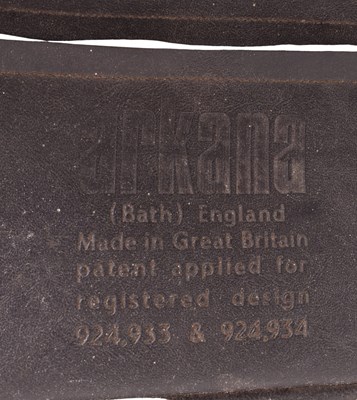 arkana
(Bath) England
Made in Great Britain
patent applied for
registered design
924,933 & 924,934